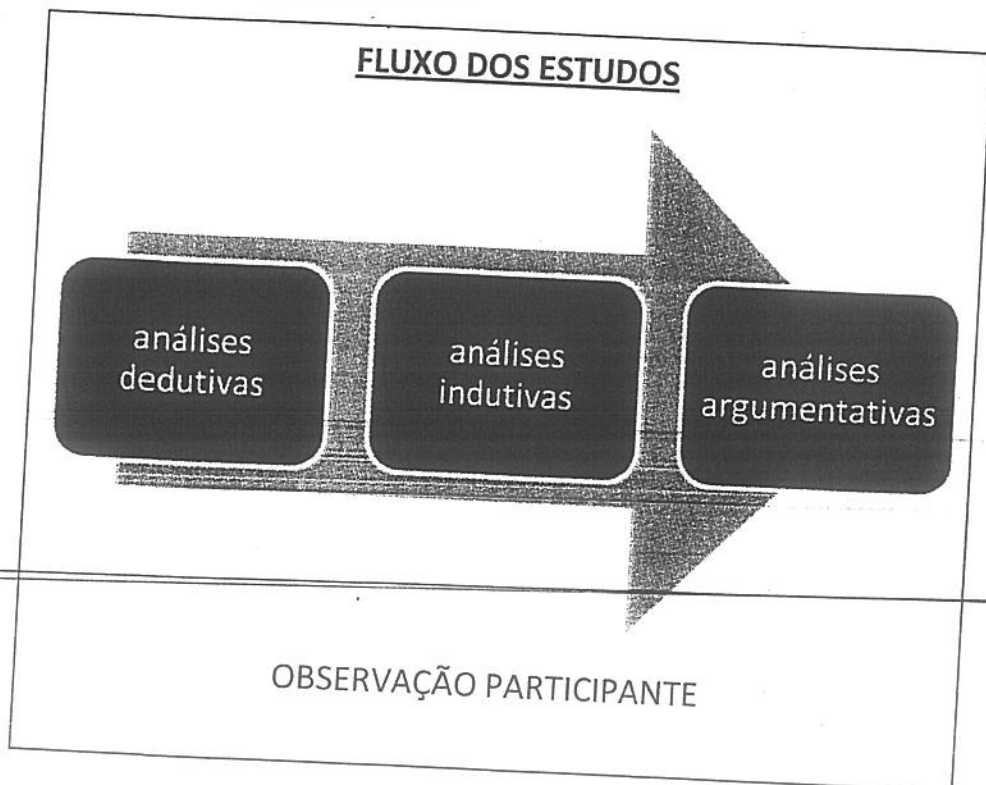 FLUXO DOS ESTUDOS
análises
dedutivas
análises
indutivas
análises
argumentativas
OBSERVAÇÃO PARTICIPANTE